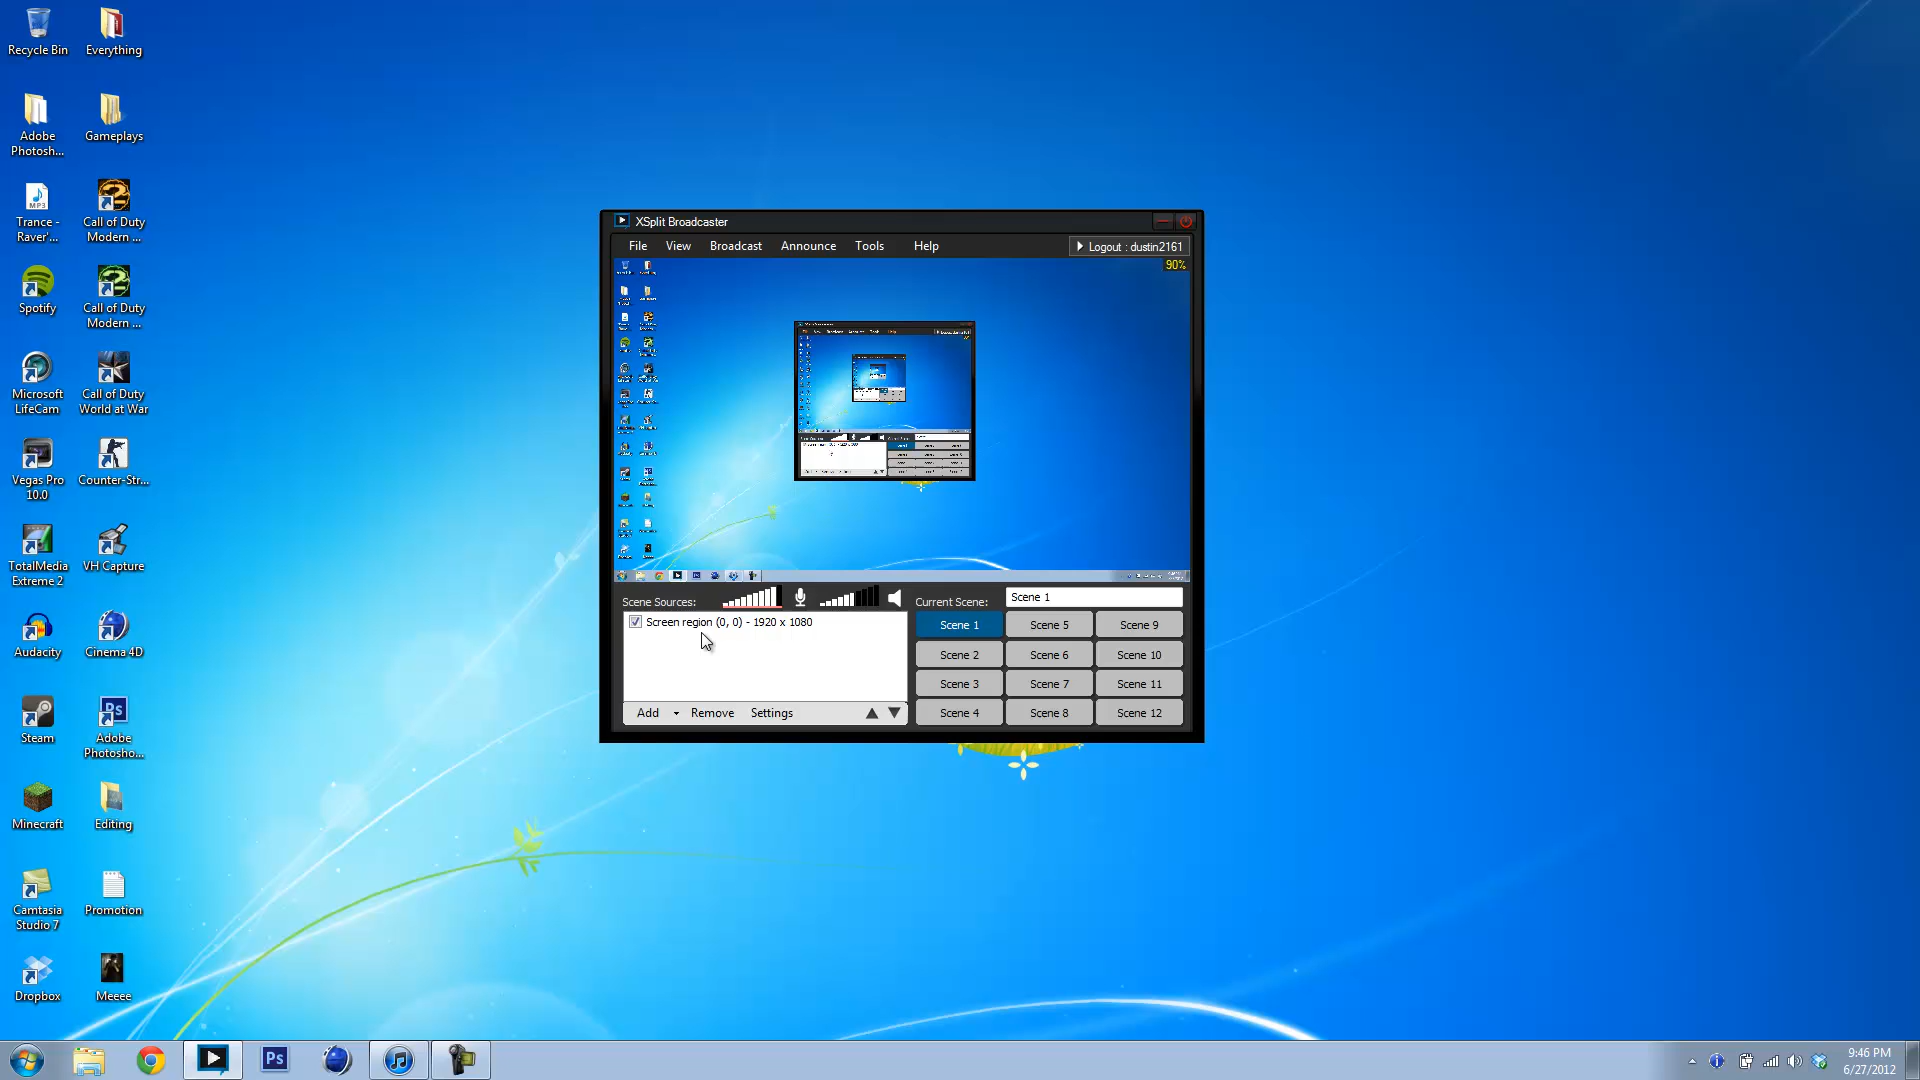 Recycle Bin
Everything
Adobe
Photosh...
Gameplays
MP3
Trance -
Raver'...
Call of Duty
Modern ...
Spotify
Call of Duty
Modern ...
Microsoft
LifeCam
Call of Duty
World at War
Vegas Pro
10.0
Counter-Str...
TotalMedia
Extreme 2
VH Capture
Audacity
Cinema 4D
Steam
Ps
Adobe
Photosho...
Minecraft
Editing
Camtasia
Studio 7
Promotion
Dropbox
Meeee
XSplit Broadcaster
File View Broadcast Announce Tools Help
Logout : dustin2161
90%
Scene Sources:
Current Scene:
Scene 1
Screen region (0, 0) - 1920 x 1080
Scene 1 Scene 5 Scene 9
Scene 2 Scene 6 Scene 10
Scene 3 Scene 7 Scene 11
Scene 4 Scene 8 Scene 12
Add Remove Settings
Ps
9:46 PM
6/27/2012